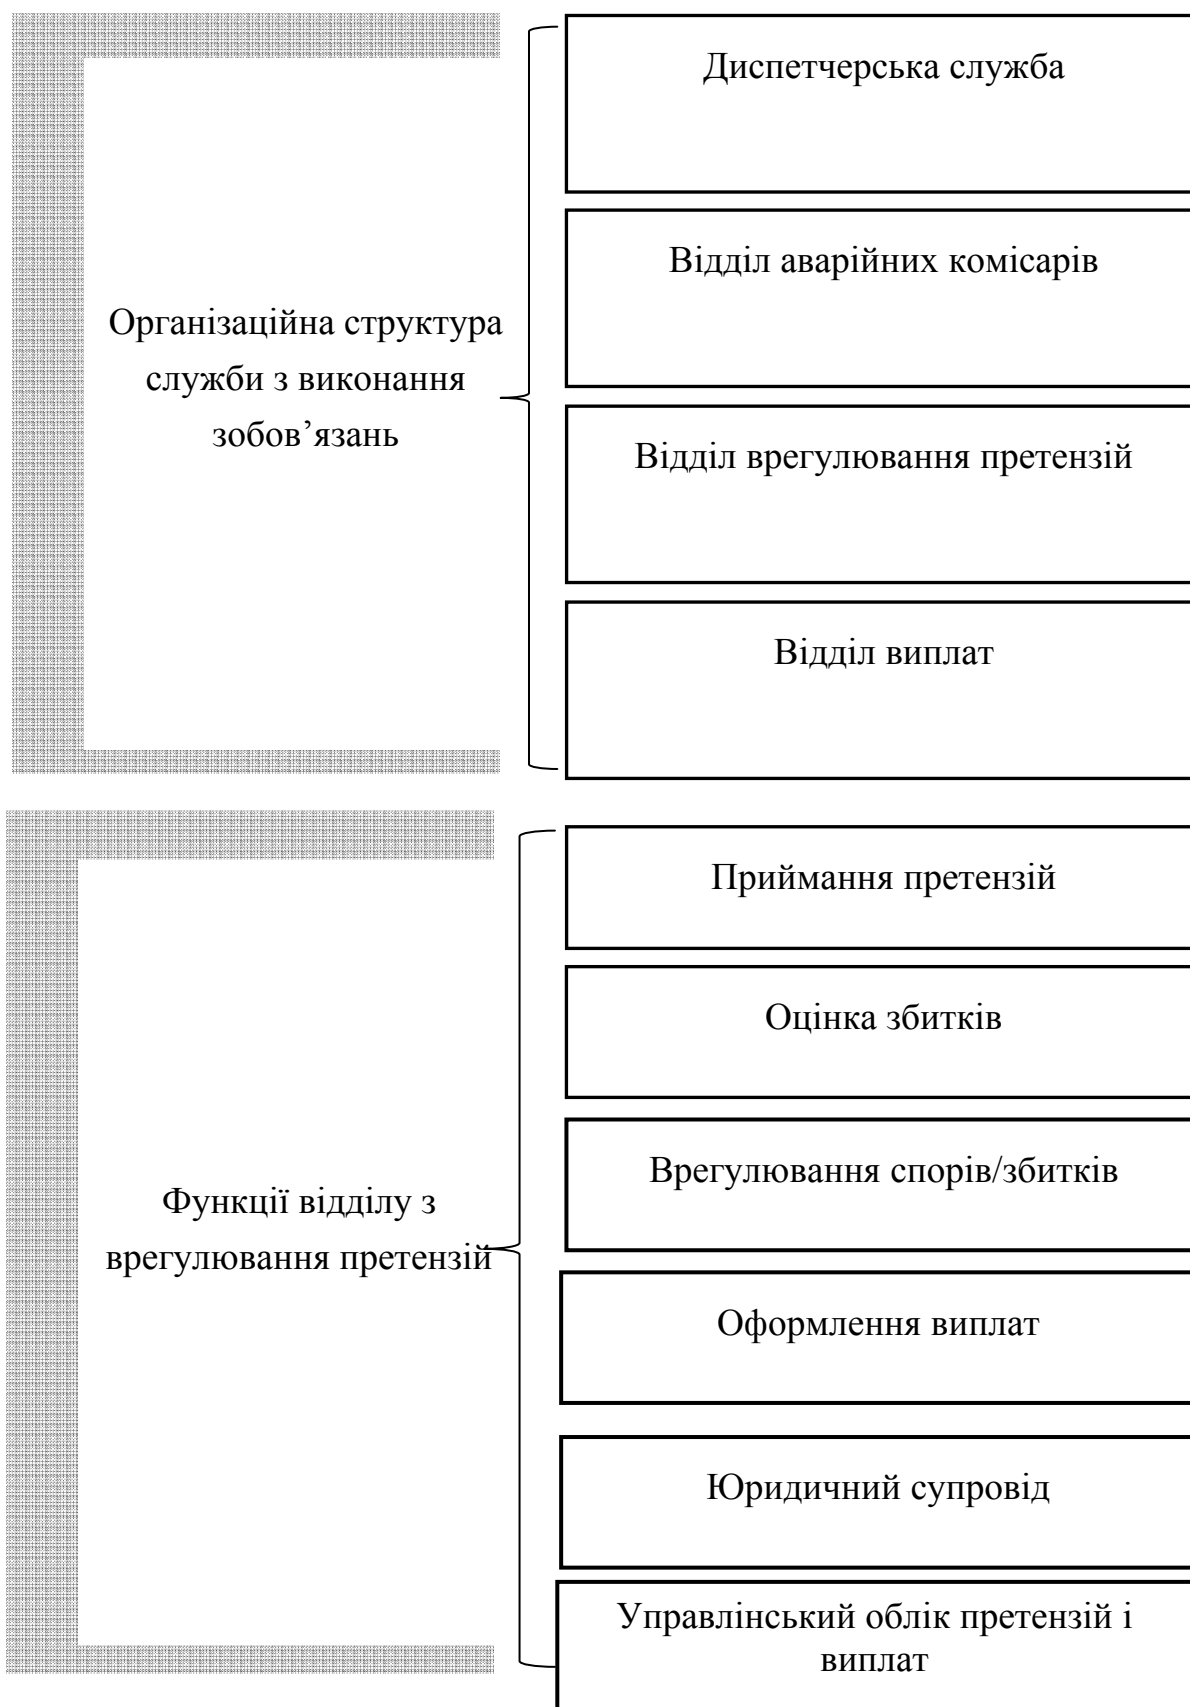 Організаційна структура
служби з виконання
зобов’язань
Диспетчерська служба
Відділ аварійних комісарів
Відділ врегулювання претензій
Відділ виплат
Функції відділу з
врегулювання претензій
Приймання претензій
Оцінка збитків
Врегулювання спорів/збитків
Оформлення виплат
Юридичний супровід
Управлінський облік претензій і
виплат